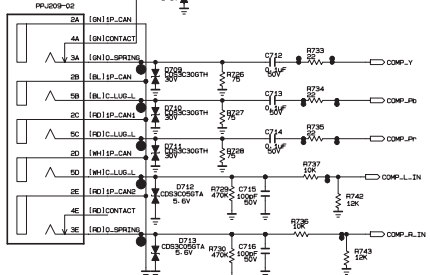 PPJ209-02
2A [GN]1P_CAN
4A [GN]CONTACT
3A [GN]O_SPRING
2B [BL]1P_CAN
5B [BL]C_LUG_L
2C [RD]1P_CAN1
5C [RD]C_LUG_L
2D [WH]1P_CAN
5D [WH]C_LUG_L
2E [RD]1P_CAN2
4E [RD]CONTACT
3E [RD]O_SPRING
D709
CDS3C30GTH
30V
R726
75
C712
0.1uF
50V
R733
22
COMP_Y
D710
CDS3C30GTH
30V
R727
75
C713
0.1uF
50V
R734
22
COMP_Pb
D711
CDS3C30GTH
30V
R728
75
C714
0.1uF
50V
R735
22
COMP_Pr
D712
CDS3C05GTA
5.6V
R729
470K
C715
100pF
50V
R737
10K
COMP_L_IN
R742
12K
D713
CDS3C05GTA
5.6V
R730
470K
C716
100pF
50V
R736
10K
COMP_R_IN
R743
12K